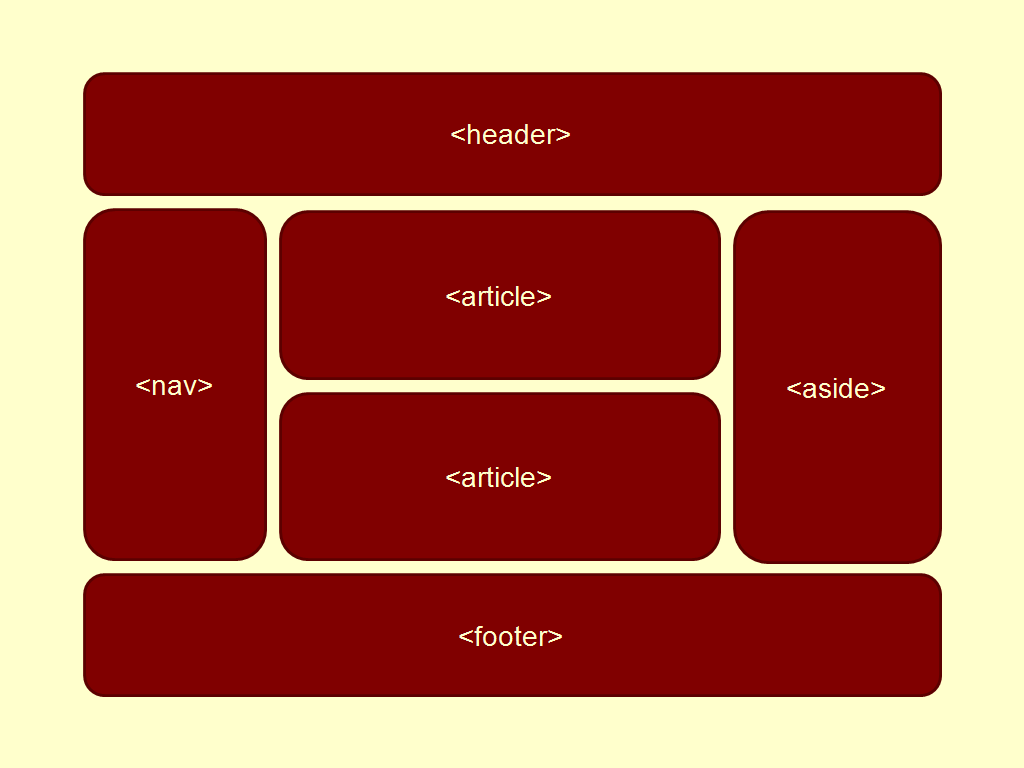 <header>
<nav>
<article>
<article>
<aside>
<footer>